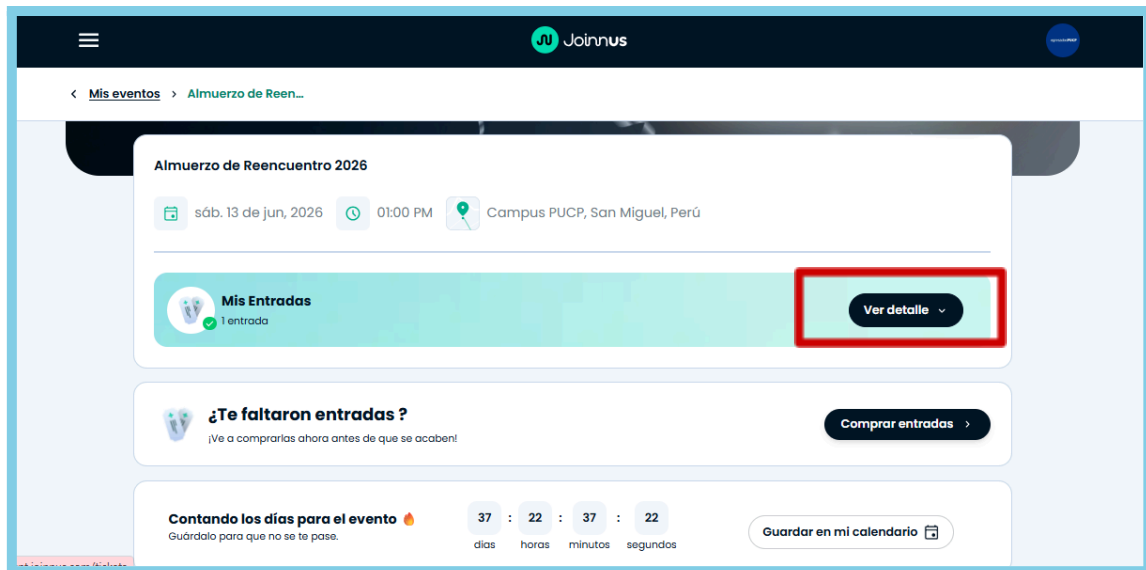 Joinnus
Mis eventos > Almuerzo de Reen...
Almuerzo de Reencuentro 2026
sáb. 13 de jun, 2026 01:00 PM Campus PUCP, San Miguel, Perú
Mis Entradas
1 entrada
Ver detalle
¿Te faltaron entradas ?
¡Ve a comprarlas ahora antes de que se acaben!
Comprar entradas
Contando los días para el evento
Guárdalo para que no se te pase.
37 : 22 : 37 : 22
días horas minutos segundos
Guardar en mi calendario